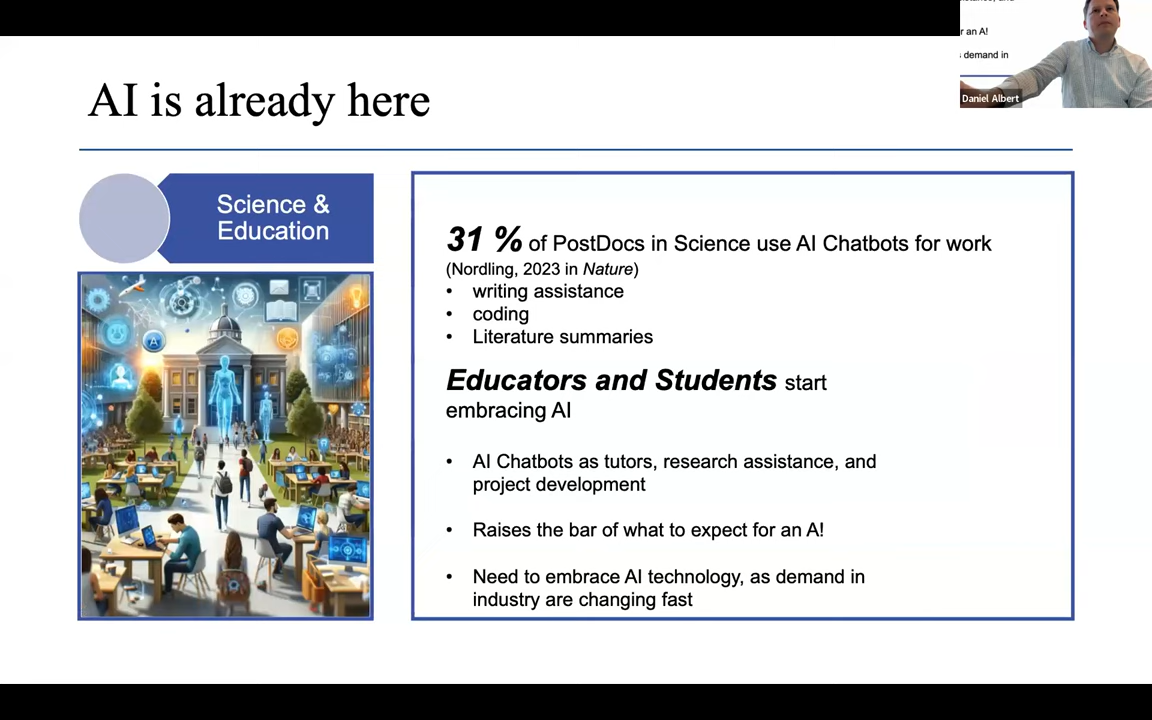 AI is already here
Science &
Education
31 % of PostDocs in Science use AI Chatbots for work
(Nordling, 2023 in Nature)
• writing assistance
• coding
• Literature summaries
Educators and Students start
embracing AI
• AI Chatbots as tutors, research assistance, and
project development
• Raises the bar of what to expect for an A!
• Need to embrace AI technology, as demand in
industry are changing fast
r an A!
demand in
Daniel Albert
A